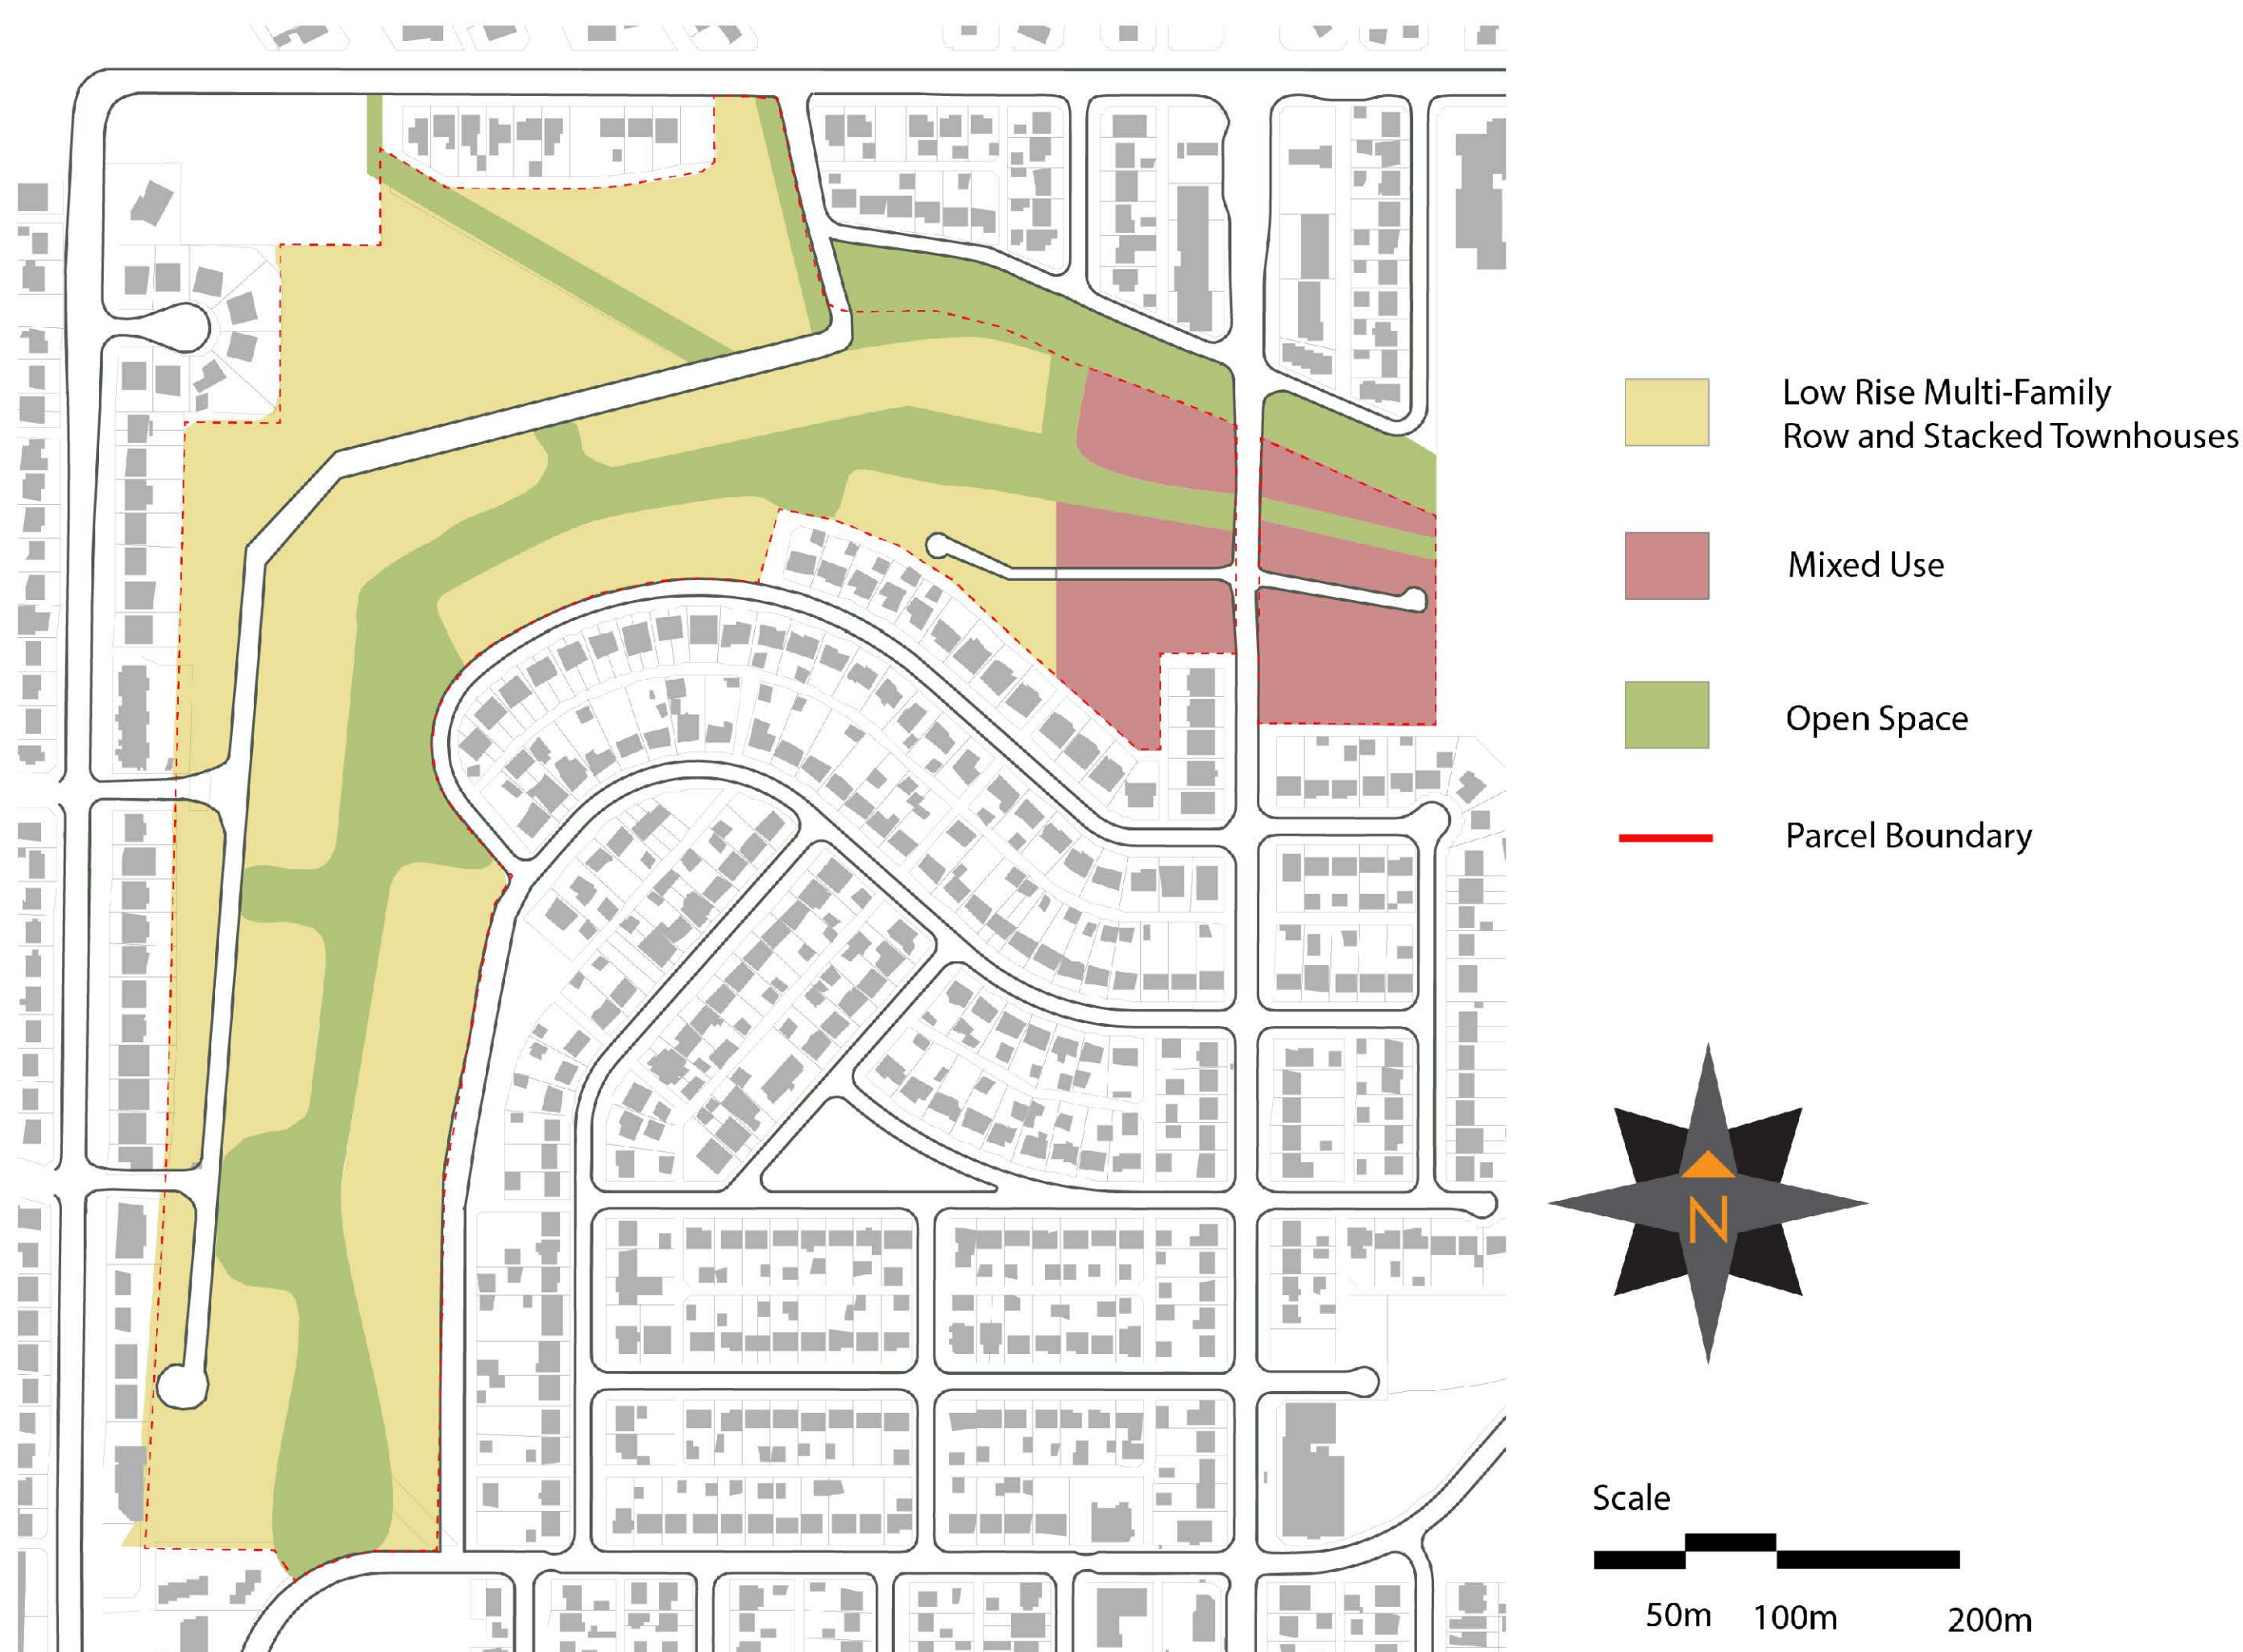 Low Rise Multi-Family
Row and Stacked Townhouses
Mixed Use
Open Space
Parcel Boundary
N
Scale
50m 100m 200m